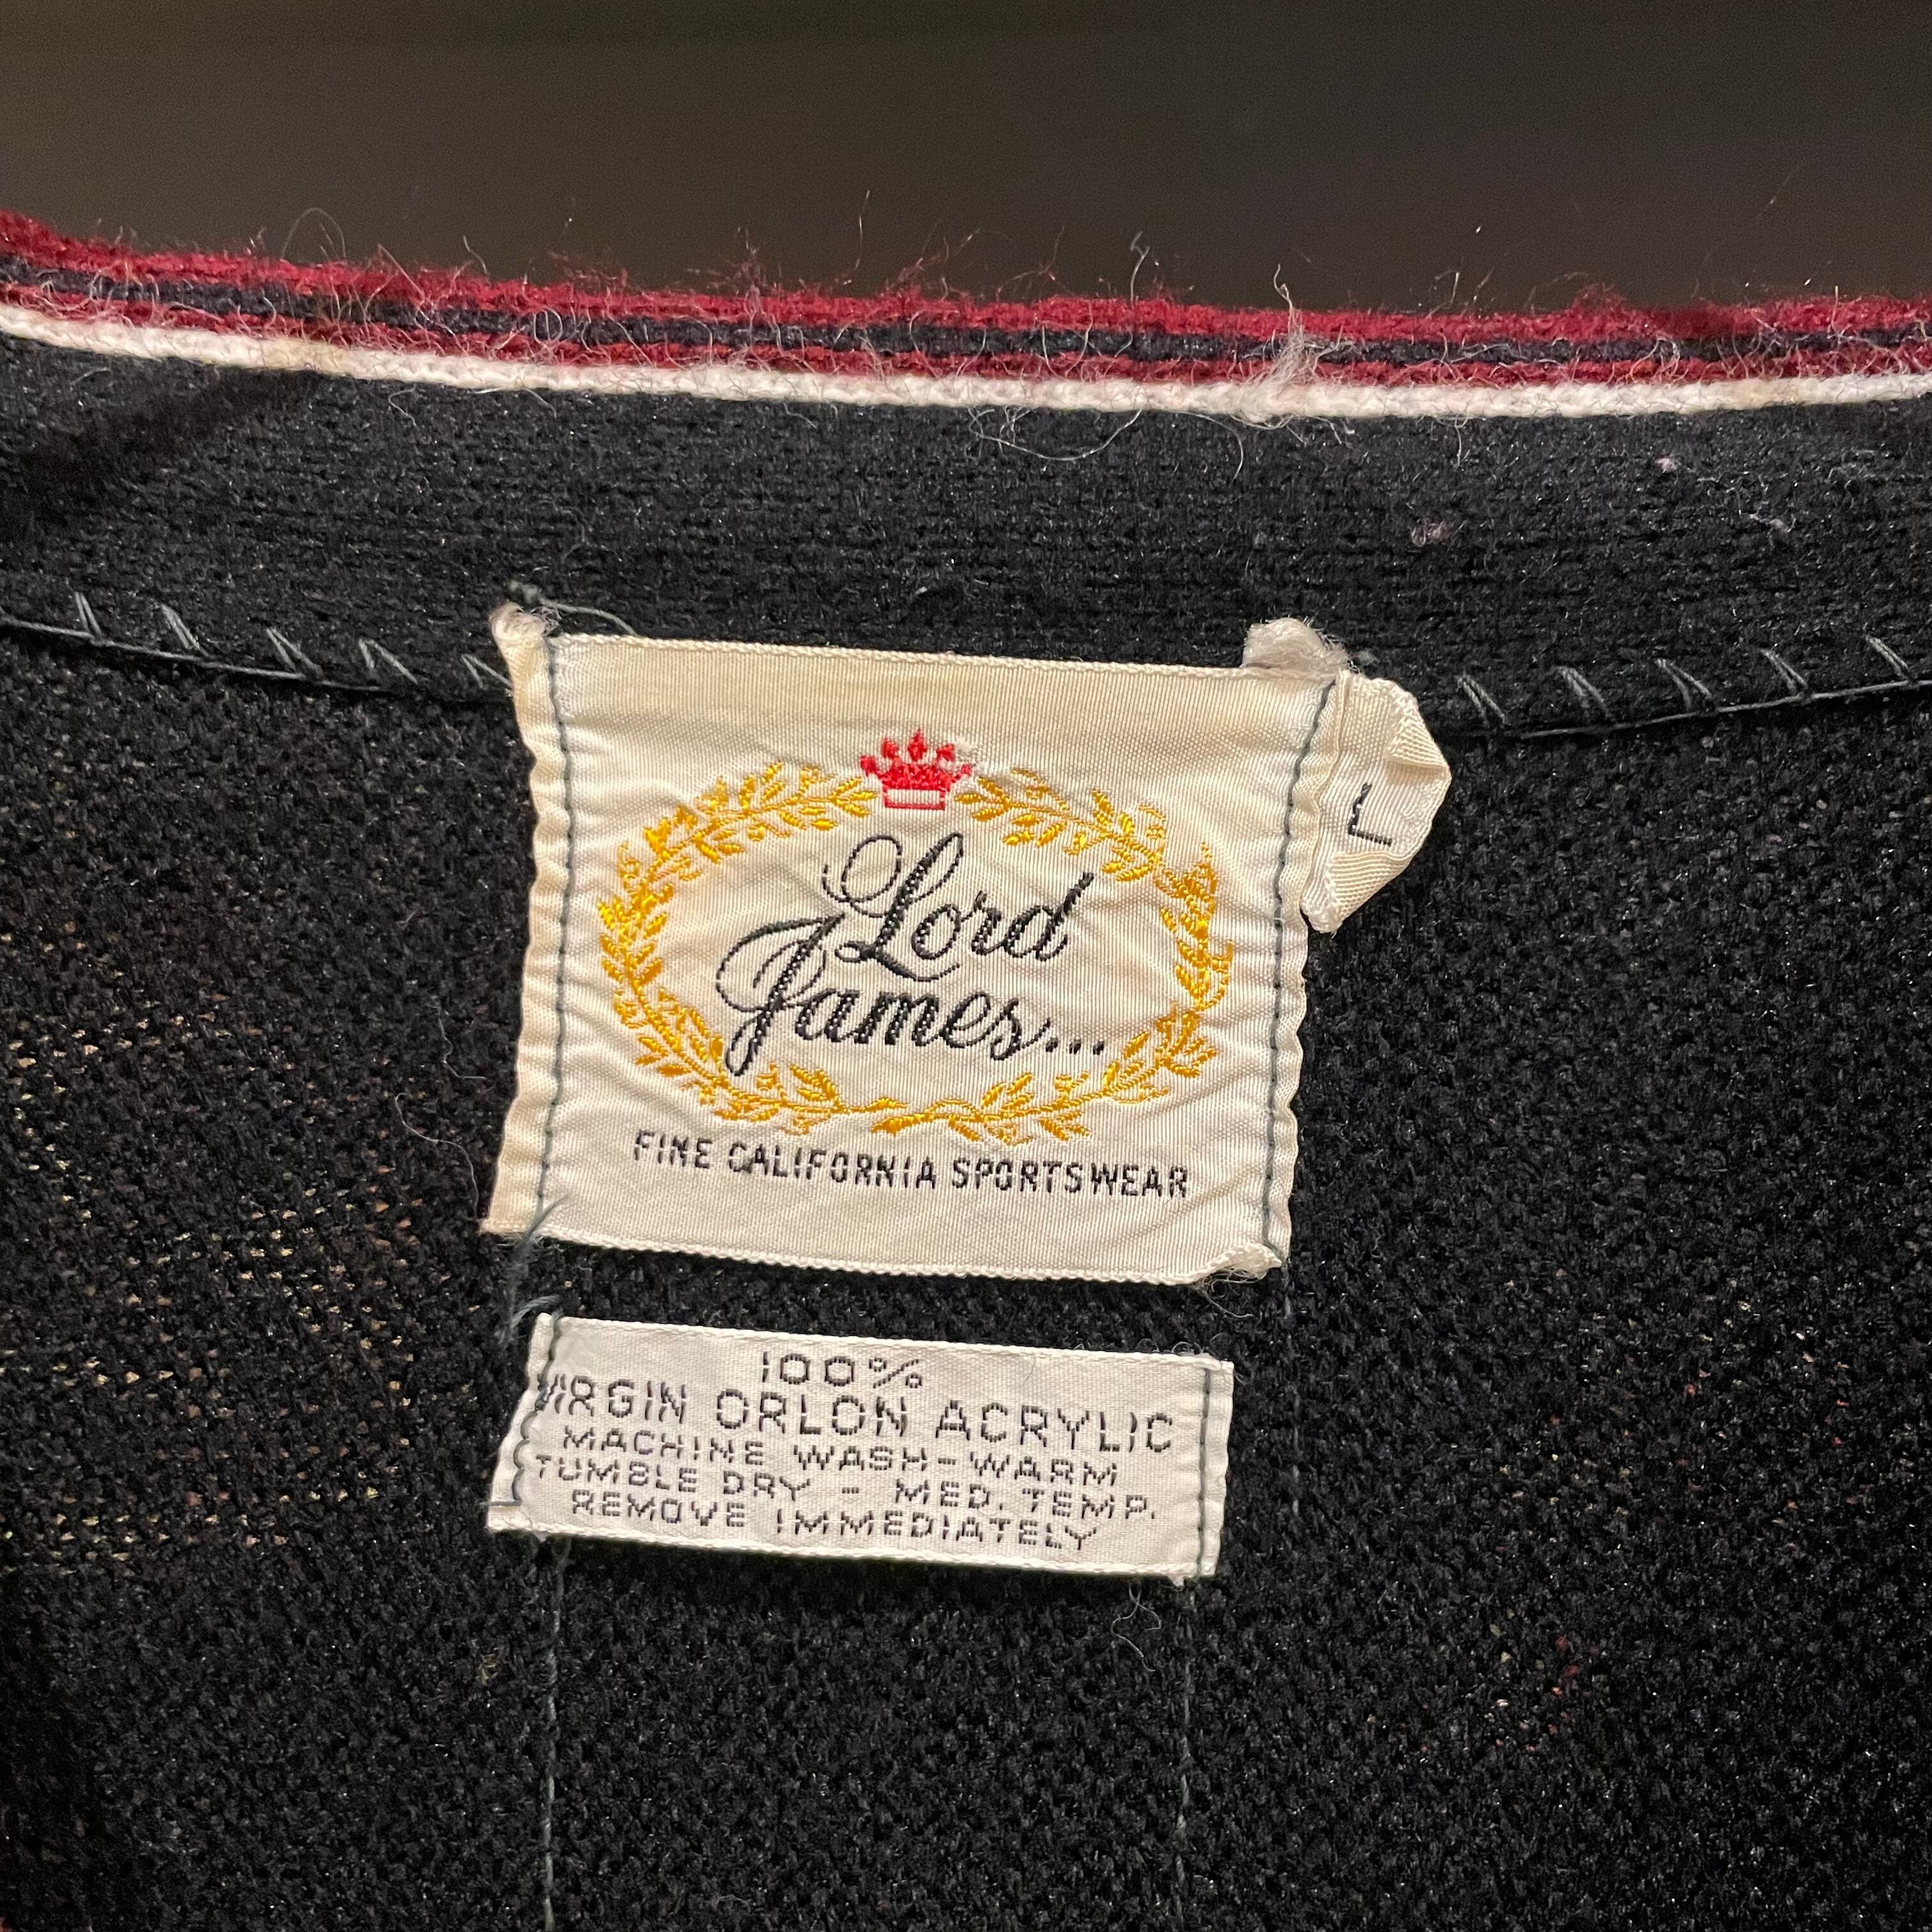 Lord
James...
FINE CALIFORNIA SPORTSWEAR
L
100%
VIRGIN ORLON ACRYLIC
MACHINE WASH-WARM
TUMBLE DRY - MED. TEMP.
REMOVE IMMEDIATELY